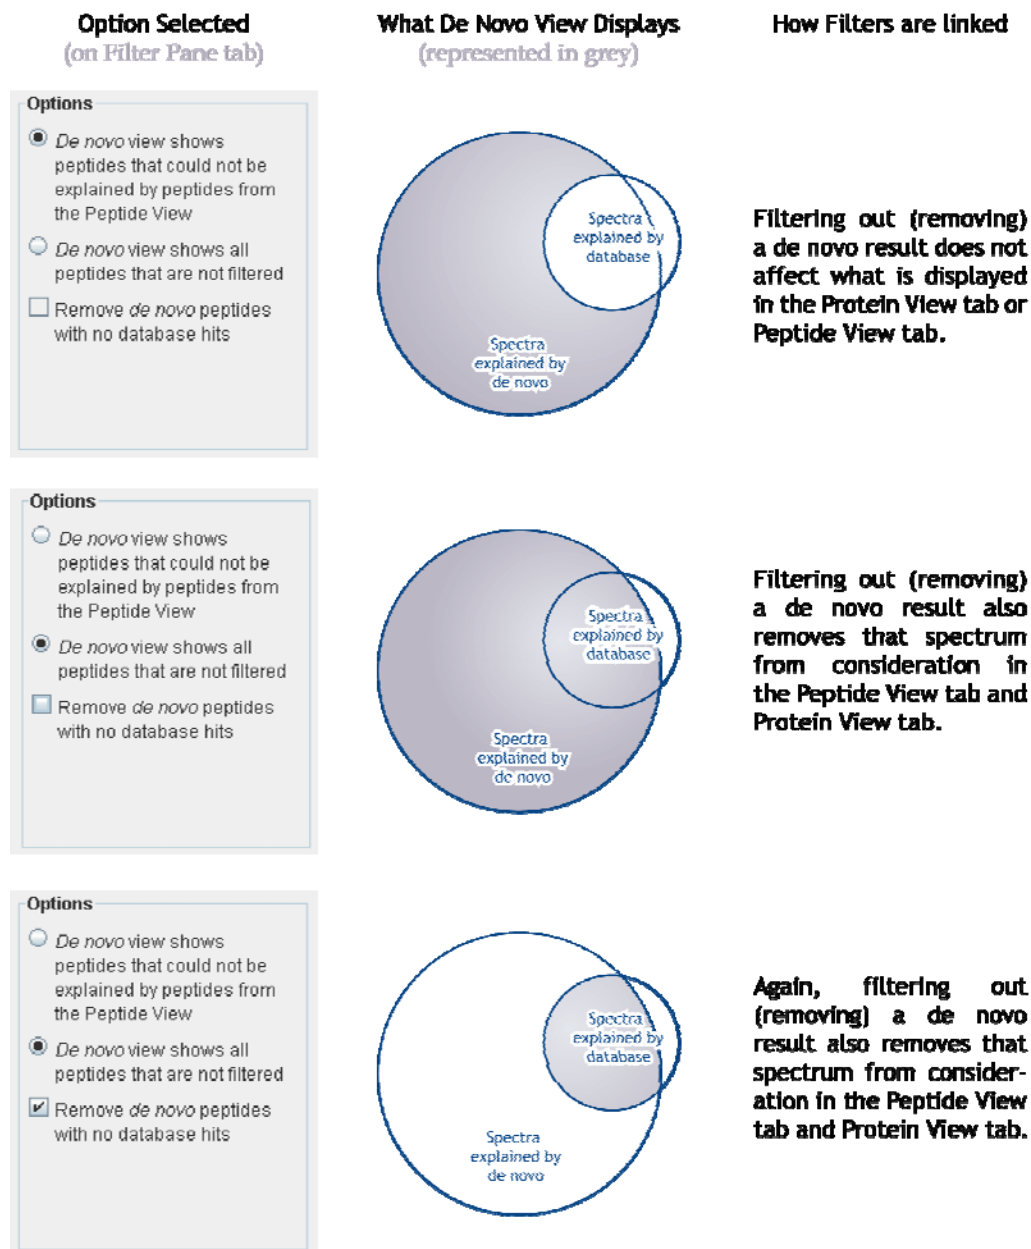 Option Selected
(on Filter Pane tab)
What De Novo View Displays
(represented in grey)
How Filters are linked
Options
De novo view shows
peptides that could not be
explained by peptides from
the Peptide View
De novo view shows all
peptides that are not filtered
Remove de novo peptides
with no database hits
Spectra
explained by
database
Spectra
explained by
de novo
Filtering out (removing)
a de novo result does not
affect what is displayed
in the Protein View tab or
Peptide View tab.
Options
De novo view shows
peptides that could not be
explained by peptides from
the Peptide View
De novo view shows all
peptides that are not filtered
Remove de novo peptides
with no database hits
Spectra
explained by
database
Spectra
explained by
de novo
Filtering out (removing)
a de novo result also
removes that spectrum
from consideration in
the Peptide View tab and
Protein View tab.
Options
De novo view shows
peptides that could not be
explained by peptides from
the Peptide View
De novo view shows all
peptides that are not filtered
Remove de novo peptides
with no database hits
Spectra
explained by
database
Spectra
explained by
de novo
Again, filtering out
(removing) a de novo
result also removes that
spectrum from consider-
ation in the Peptide View
tab and Protein View tab.